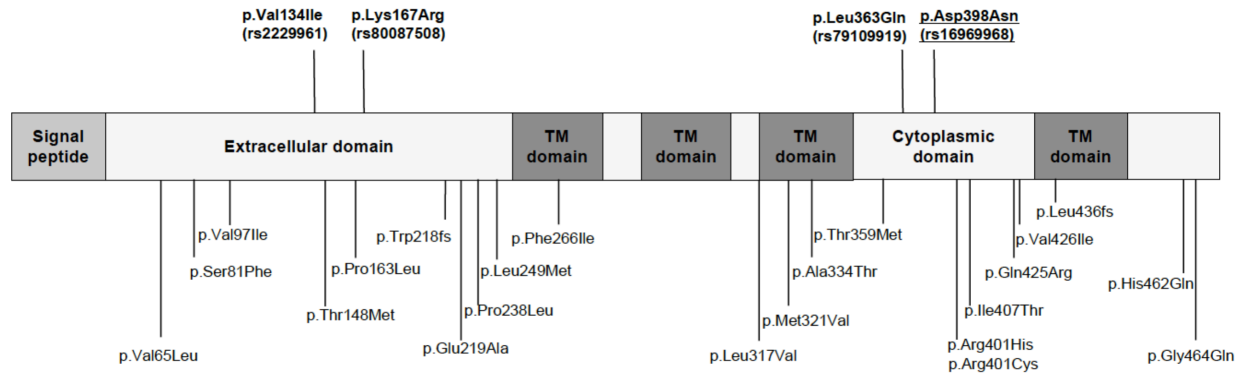 p.Val134Ile
(rs2229961)
p.Lys167Arg
(rs80087508)
p.Leu363Gln
(rs79109919)
p.Asp398Asn
(rs16969968)
Signal
peptide
Extracellular domain
TM
domain
TM
domain
TM
domain
Cytoplasmic
domain
TM
domain
p.Val97Ile
p.Trp218fs
p.Phe266Ile
p.Thr359Met
p.Leu436fs
p.Val426Ile
p.Ser81Phe
p.Pro163Leu
p.Leu249Met
p.Ala334Thr
p.Gln425Arg
p.His462Gln
p.Thr148Met
p.Pro238Leu
p.Met321Val
p.Ile407Thr
p.Val65Leu
p.Glu219Ala
p.Leu317Val
p.Arg401His
p.Arg401Cys
p.Gly464Gln